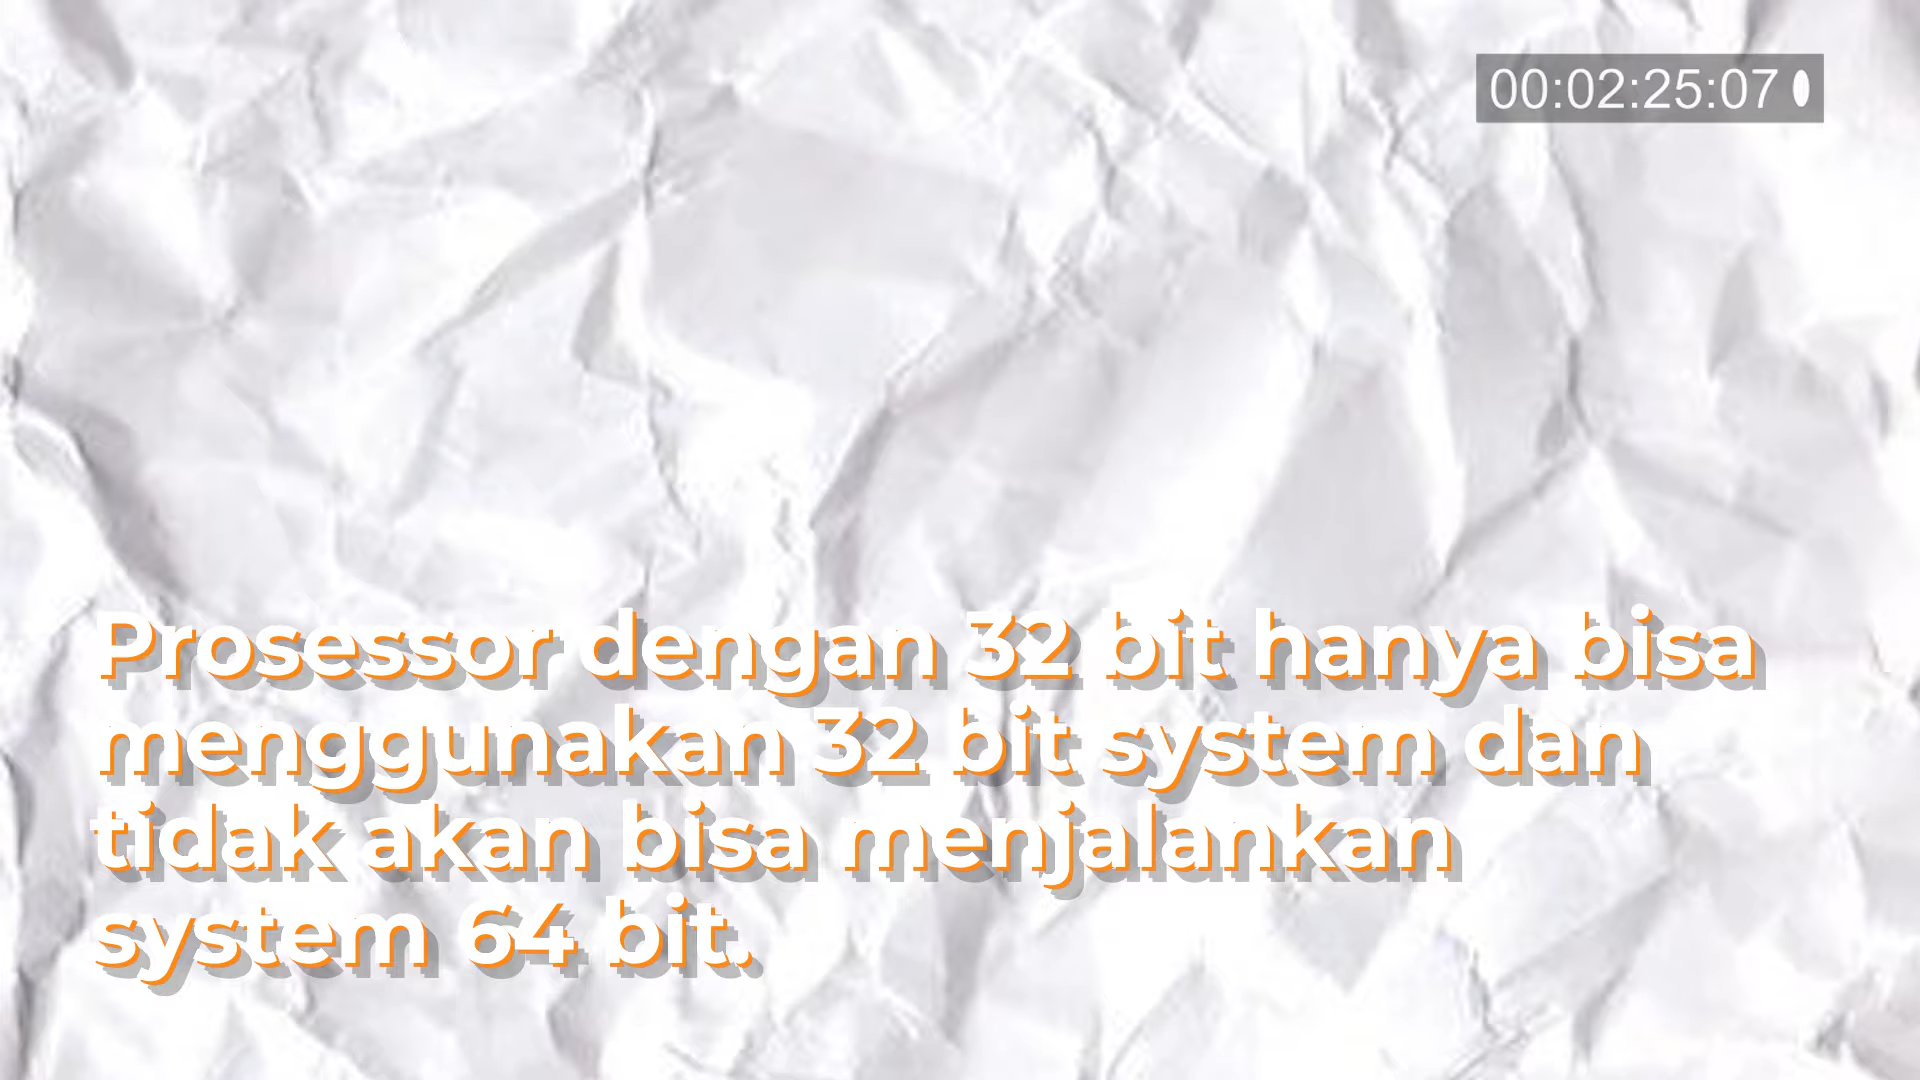 00:02:25:07
Prosessor dengan 32 bit hanya bisa
menggunakan 32 bit system dan
tidak akan bisa menjalankan
system 64 bit.